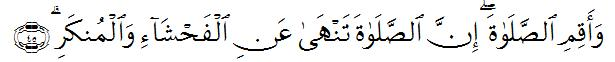 وَأَقِمِ ٱلصَّلَوٰةَ ۖ إِنَّ ٱلصَّلَوٰةَ تَنْهَىٰ عَنِ ٱلْفَحْشَآءِ وَٱلْمُنكَرِ ۗ ﴿٤٥﴾